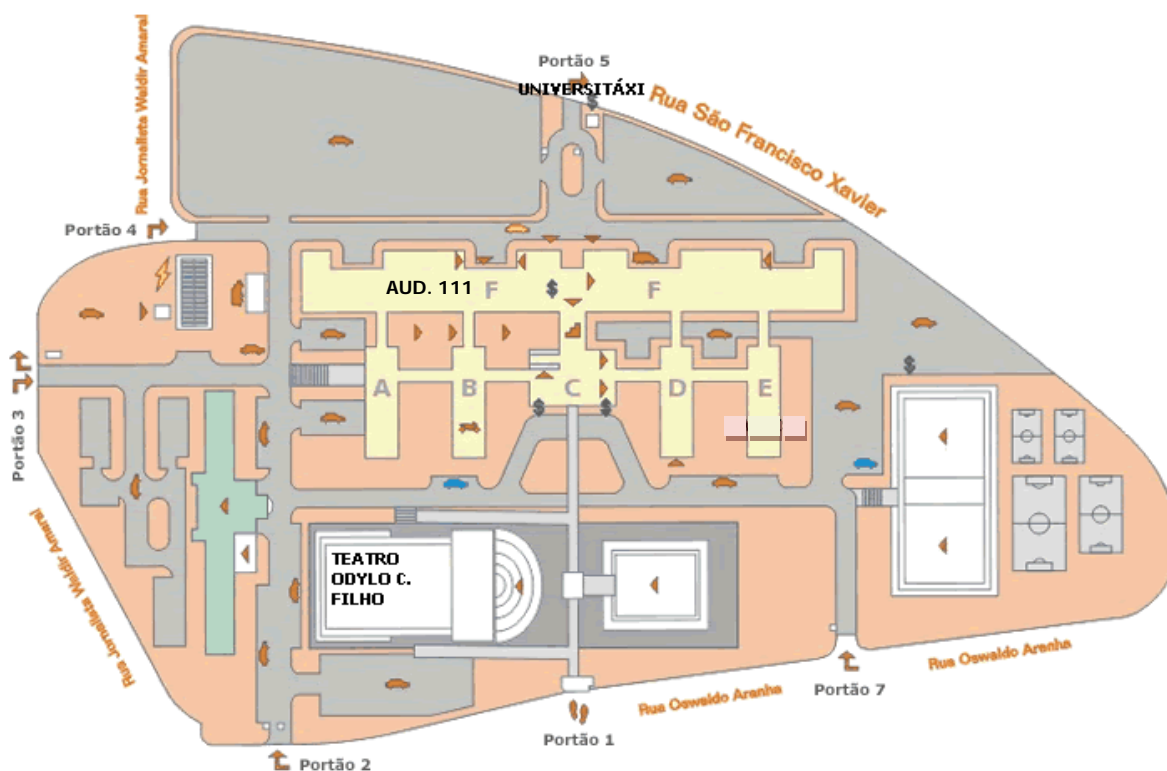 Portão 5
UNIVERSITÁXI
$
Rua São Francisco Xavier
Rua Jornalista Waldir Amaral
Portão 4
AUD. 111
F
$
F
A
B
C
D
E
$
$
$
Portão 3
Rua Jornalista Waldir Amaral
TEATRO
ODYLO C.
FILHO
Rua Oswaldo Aranha
Rua Oswaldo Aranha
Portão 7
Portão 1
Portão 2